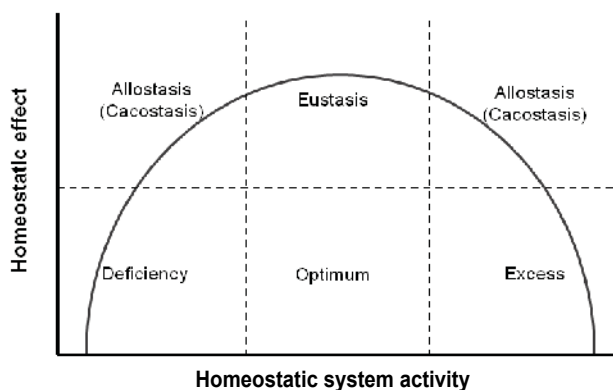 Allostasis
(Cacostasis)
Eustasis
Allostasis
(Cacostasis)
Homeostatic effect
Deficiency
Optimum
Excess
Homeostatic system activity